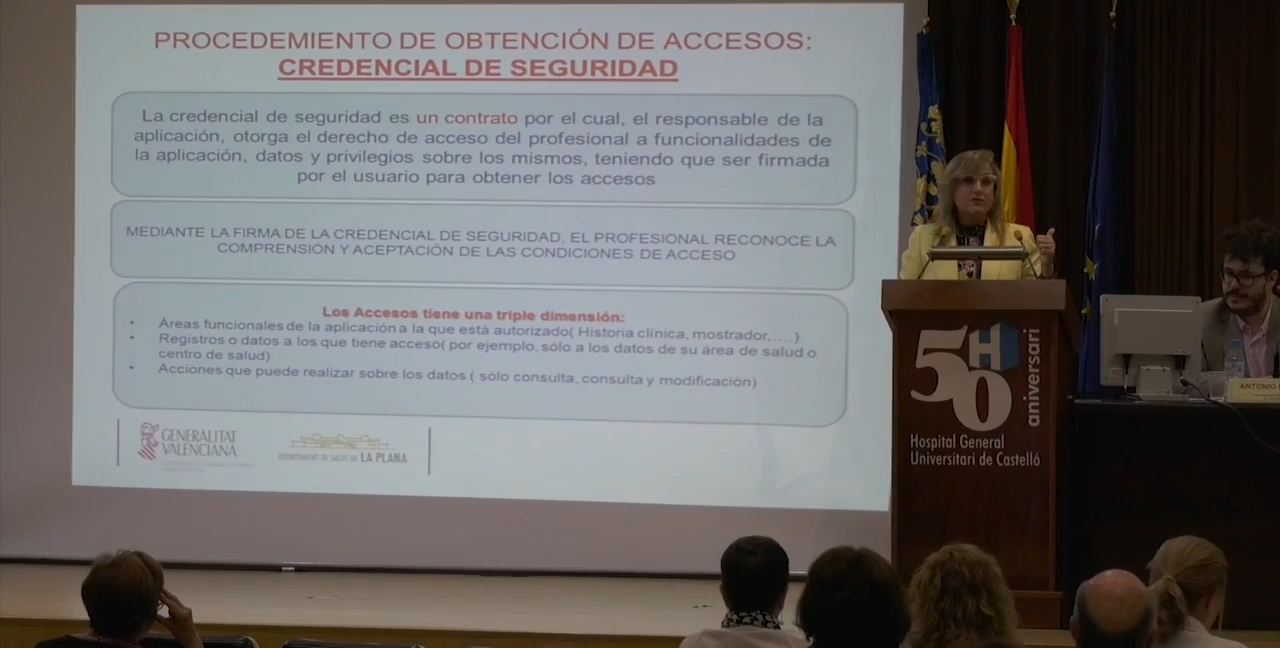 PROCEDEMIENTO DE OBTENCIÓN DE ACCESOS:
CREDENCIAL DE SEGURIDAD
La credencial de seguridad es un contrato por el cual, el responsable de la
aplicación, otorga el derecho de acceso del profesional a funcionalidades de
la aplicación, datos y privilegios sobre los mismos, teniendo que ser firmada
por el usuario para obtener los accesos
MEDIANTE LA FIRMA DE LA CREDENCIAL DE SEGURIDAD, EL PROFESIONAL RECONOCE LA
COMPRENSIÓN Y ACEPTACIÓN DE LAS CONDICIONES DE ACCESO
Los Accesos tiene una triple dimensión:
• Áreas funcionales de la aplicación a la que está autorizado( Historia clínica, mostrador,....)
• Registros o datos a los que tiene acceso( por ejemplo, sólo a los datos de su área de salud o
centro de salud)
• Acciones que puede realizar sobre los datos ( sólo consulta, consulta y modificación)
GENERALITAT
VALENCIANA
DEPARTAMENT DE SALUT DE LA PLANA
50 H
aniversari
Hospital General
Universitari de Castelló
ANTONIO